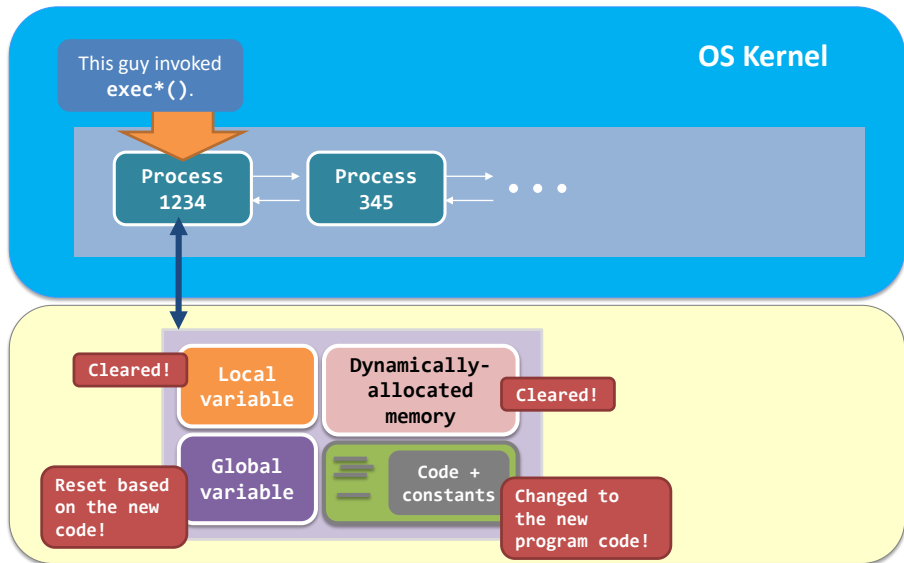 This guy invoked
exec*().
OS Kernel
Process
1234
Process
345
Cleared!
Local
variable
Dynamically-
allocated
memory
Cleared!
Global
variable
Code +
constants
Reset based
on the new
code!
Changed to
the new
program code!